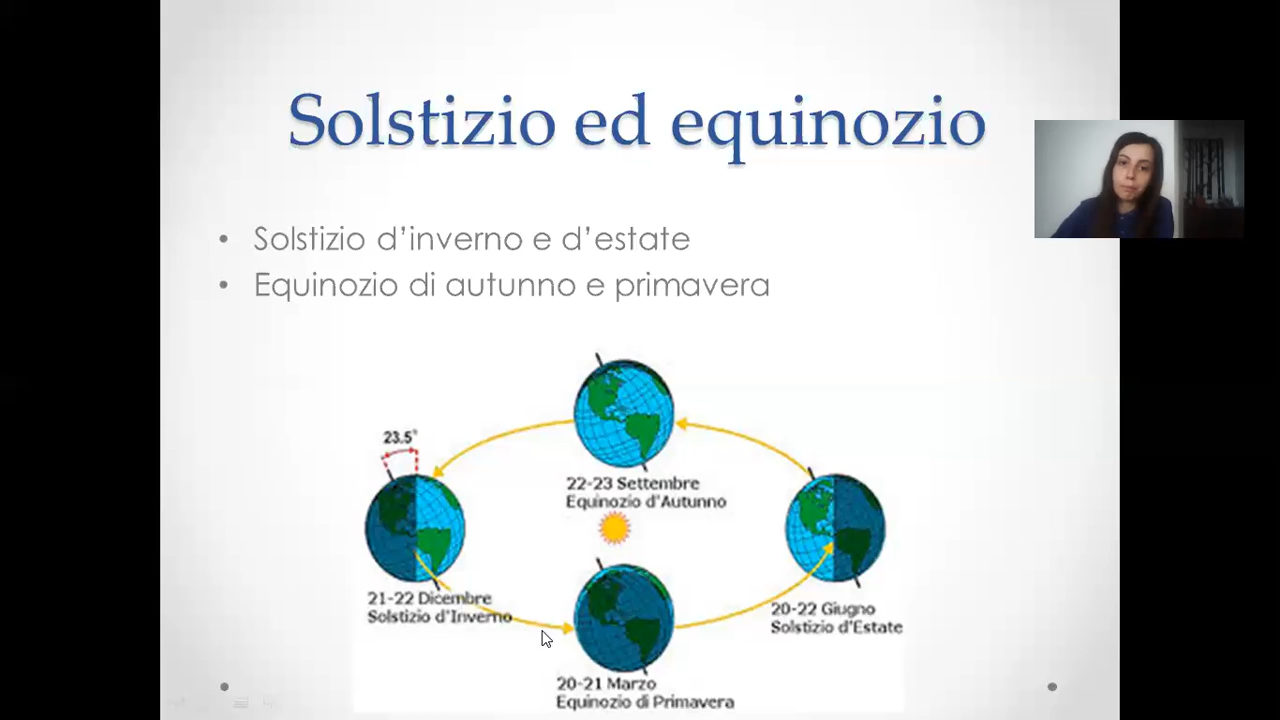 Solstizio ed equinozio
• Solstizio d’inverno e d’estate
• Equinozio di autunno e primavera
23.5°
22-23 Settembre
Equinozio d'Autunno
21-22 Dicembre
Solstizio d'Inverno
20-22 Giugno
Solstizio d'Estate
20-21 Marzo
Equinozio di Primavera